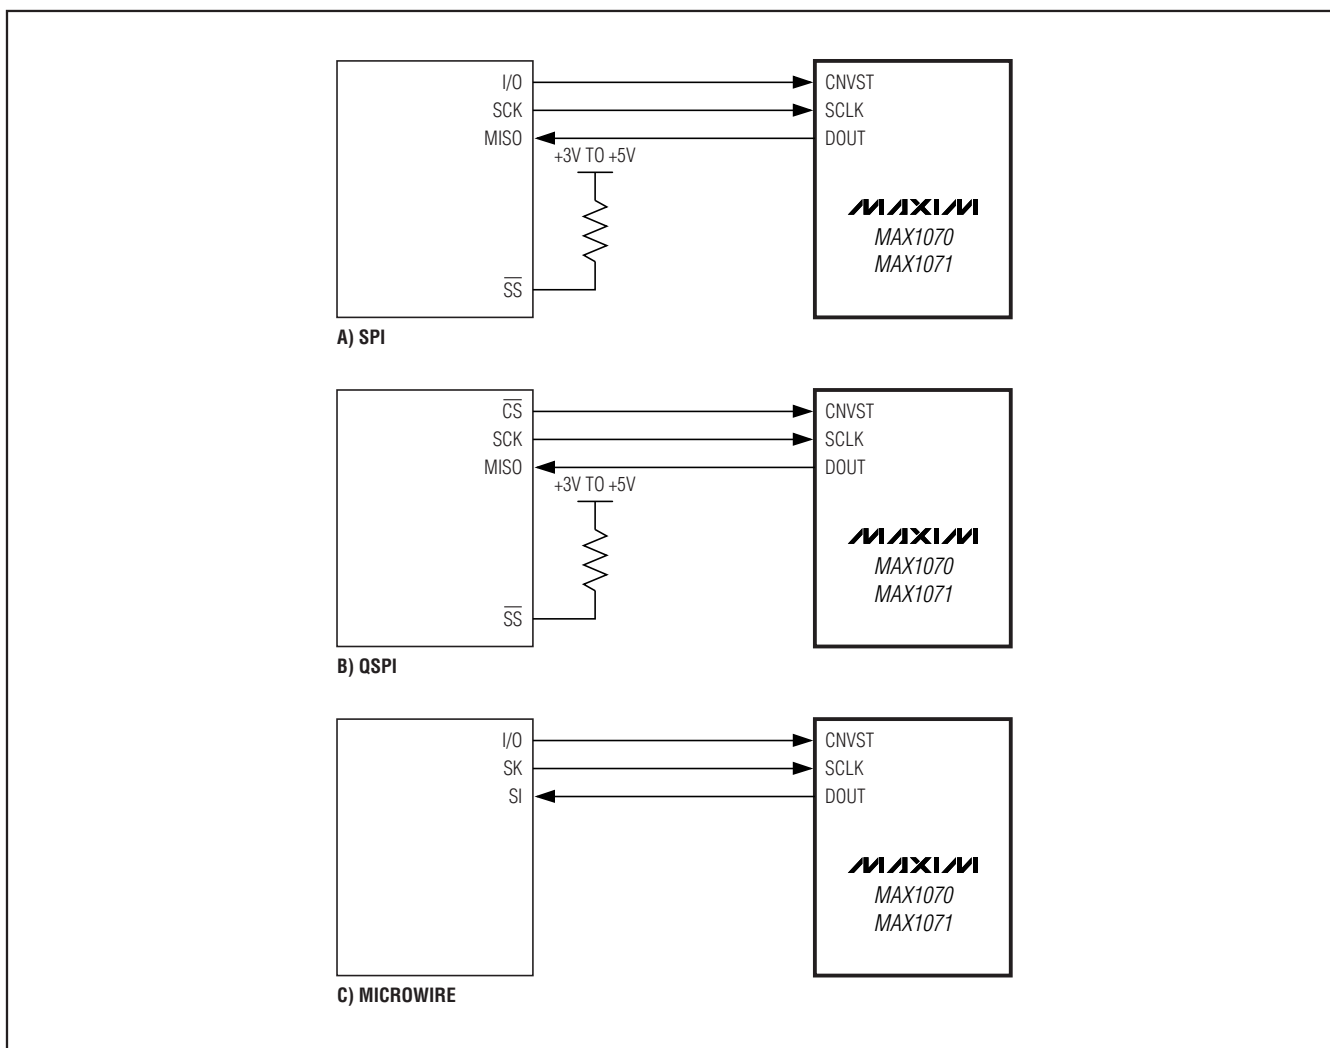 I/O
CNVST
SCK
SCLK
MISO
DOUT
+3V TO +5V
MAXIM
MAX1070
MAX1071
SS
A) SPI
CS
CNVST
SCK
SCLK
MISO
DOUT
+3V TO +5V
MAXIM
MAX1070
MAX1071
SS
B) QSPI
I/O
CNVST
SK
SCLK
SI
DOUT
MAXIM
MAX1070
MAX1071
C) MICROWIRE